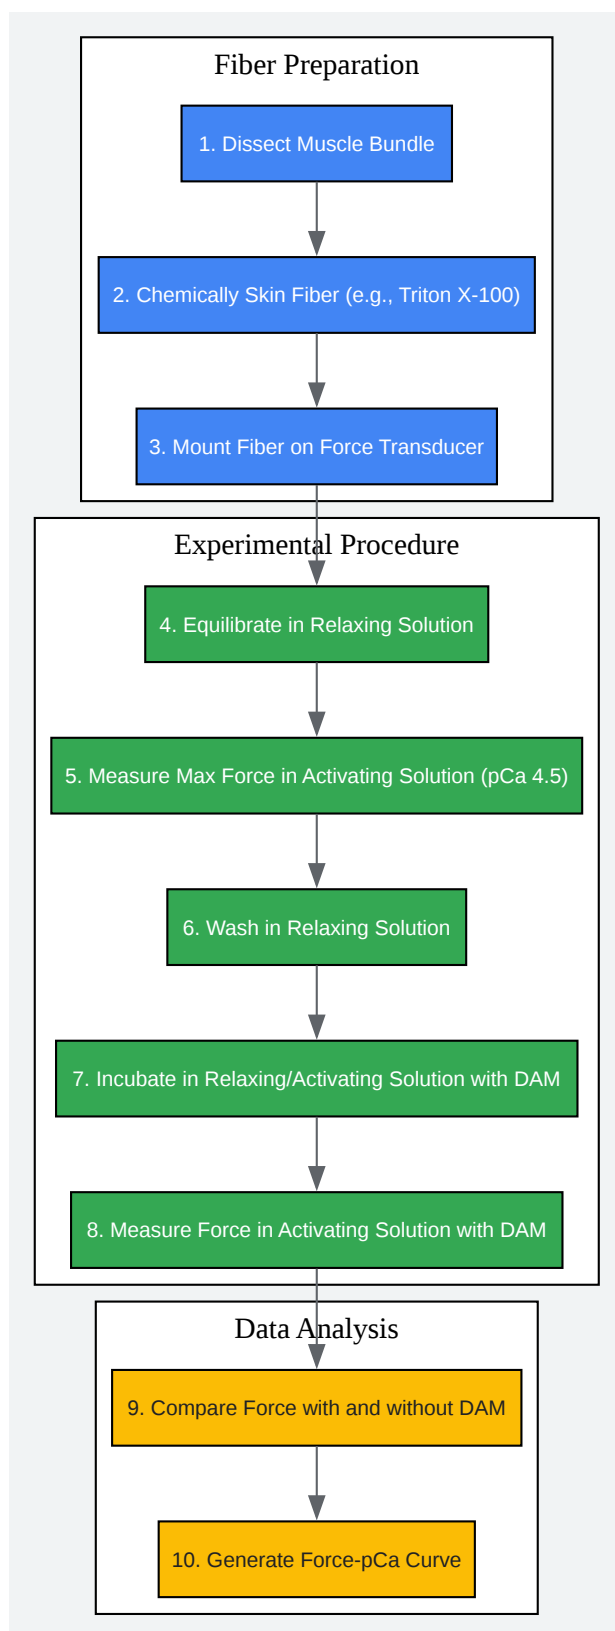 Fiber Preparation
1. Dissect Muscle Bundle
2. Chemically Skin Fiber (e.g., Triton X-100)
3. Mount Fiber on Force Transducer
Experimental Procedure
4. Equilibrate in Relaxing Solution
5. Measure Max Force in Activating Solution (pCa 4.5)
6. Wash in Relaxing Solution
7. Incubate in Relaxing/Activating Solution with DAM
8. Measure Force in Activating Solution with DAM
Data Analysis
9. Compare Force with and without DAM
10. Generate Force-pCa Curve